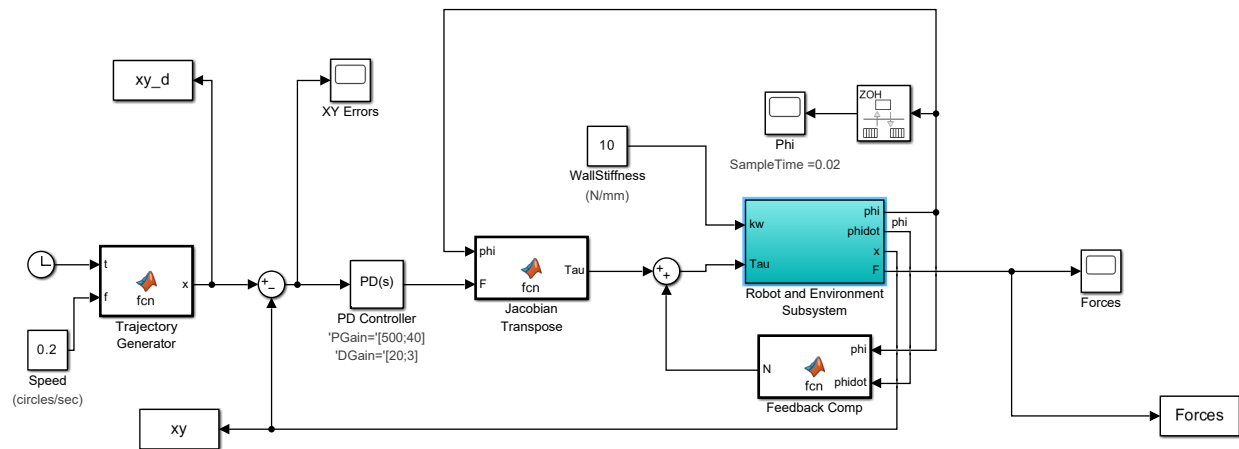 xy_d
XY Errors
ZOH
Phi
SampleTime =0.02
10
WallStiffness
(N/mm)
kw
Tau
phi
phidot
x
F
phi
Robot and Environment
Subsystem
Forces
t
f
fcn
x
Trajectory
Generator
+
−
PD(s)
PD Controller
'PGain='[500;40]
'DGain='[20;3]
phi
F
fcn
Tau
Jacobian
Transpose
+
+
0.2
Speed
(circles/sec)
N
fcn
phi
phidot
Feedback Comp
xy
Forces